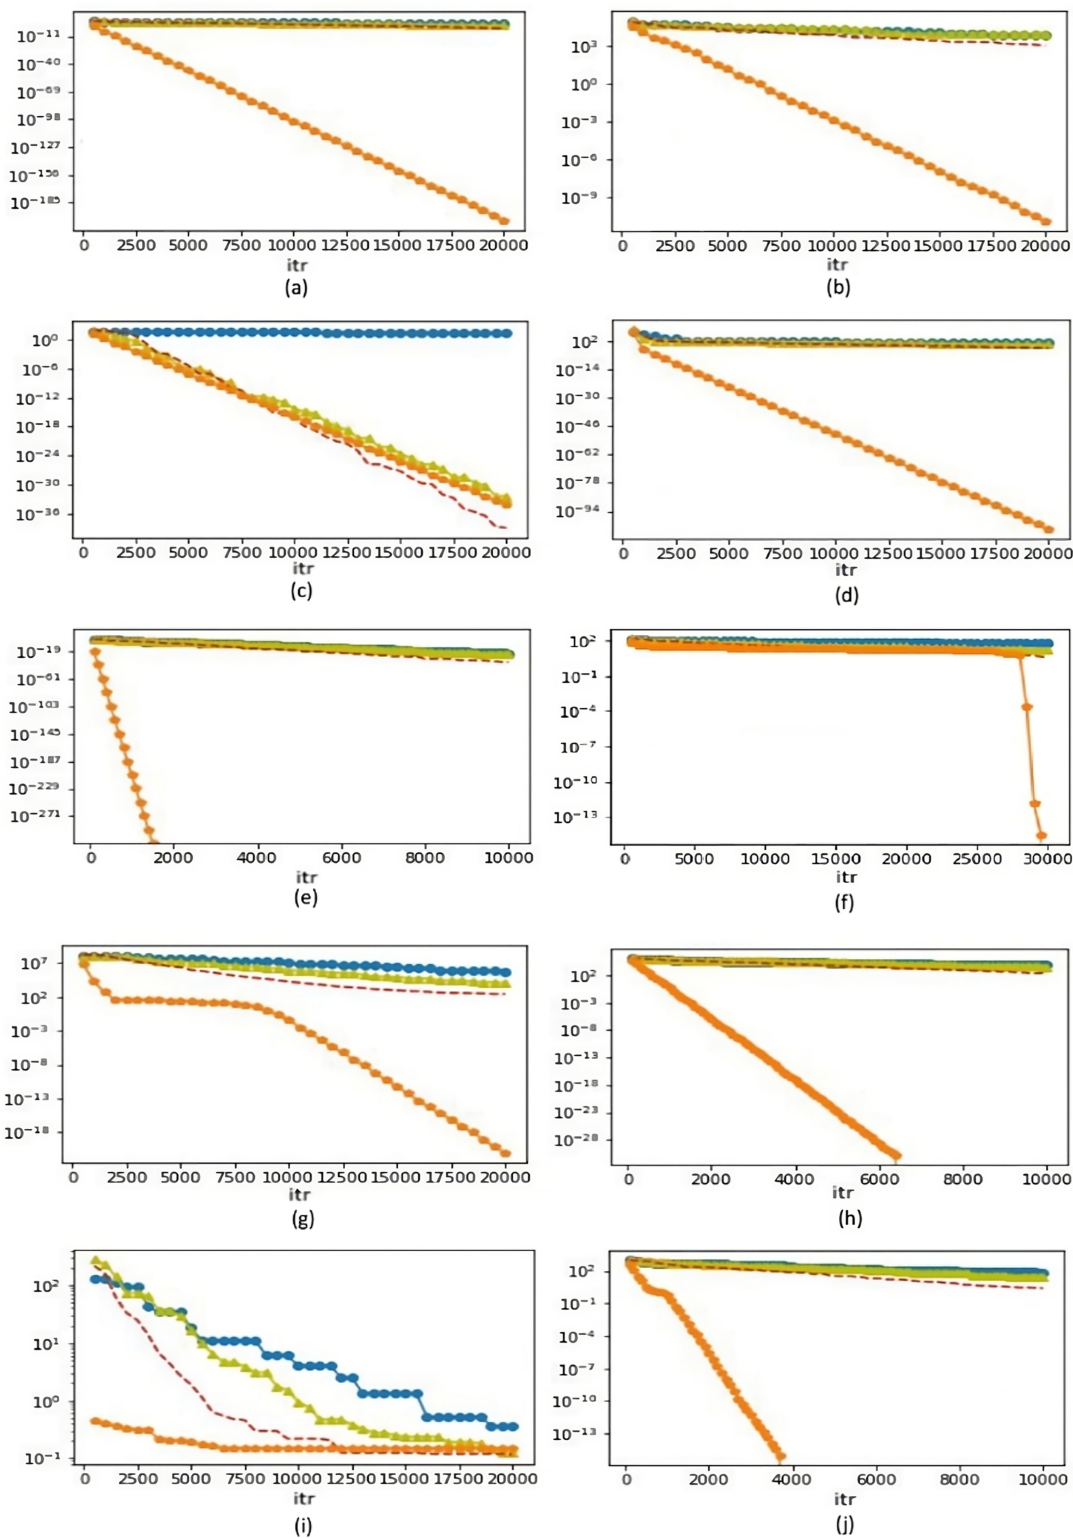 10⁻¹¹
10⁻⁴⁰
10⁻⁶⁹
10⁻⁹⁸
10⁻¹²⁷
10⁻¹⁵⁶
10⁻¹⁸⁵
0 2500 5000 7500 10000 12500 15000 17500 20000
itr
(a)
10³
10⁰
10⁻³
10⁻⁶
10⁻⁹
0 2500 5000 7500 10000 12500 15000 17500 20000
itr
(b)
10⁰
10⁻⁶
10⁻¹²
10⁻¹⁸
10⁻²⁴
10⁻³⁰
10⁻³⁶
0 2500 5000 7500 10000 12500 15000 17500 20000
itr
(c)
10²
10⁻¹⁴
10⁻³⁰
10⁻⁴⁶
10⁻⁶²
10⁻⁷⁸
10⁻⁹⁴
0 2500 5000 7500 10000 12500 15000 17500 20000
itr
(d)
10⁻¹⁹
10⁻⁶¹
10⁻¹⁰³
10⁻¹⁴⁵
10⁻¹⁸⁷
10⁻²²⁹
10⁻²⁷¹
0 2000 4000 6000 8000 10000
itr
(e)
10²
10⁻¹
10⁻⁴
10⁻⁷
10⁻¹⁰
10⁻¹³
0 5000 10000 15000 20000 25000 30000
itr
(f)
10⁷
10²
10⁻³
10⁻⁸
10⁻¹³
10⁻¹⁸
0 2500 5000 7500 10000 12500 15000 17500 20000
itr
(g)
10²
10⁻³
10⁻⁸
10⁻¹³
10⁻¹⁸
10⁻²³
10⁻²⁸
0 2000 4000 6000 8000 10000
itr
(h)
10²
10¹
10⁰
10⁻¹
0 2500 5000 7500 10000 12500 15000 17500 20000
itr
(i)
10²
10⁻¹
10⁻⁴
10⁻⁷
10⁻¹⁰
10⁻¹³
0 2000 4000 6000 8000 10000
itr
(j)